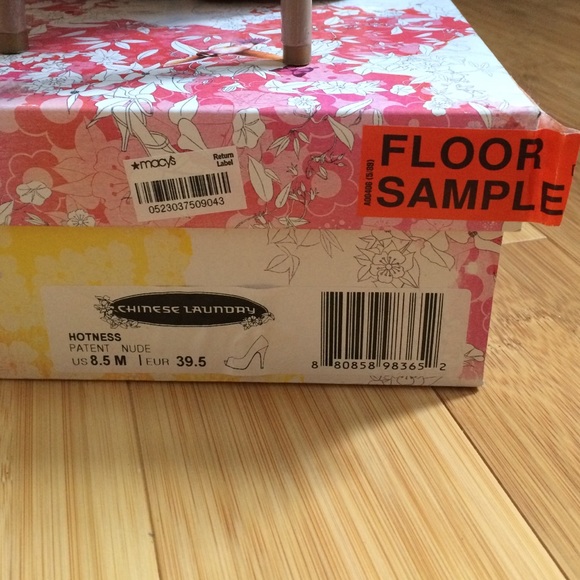 ★macy's
Return
Label
0523037509043
FLOOR
SAMPLE
CHINESE LAUNDRY
HOTNESS
PATENT NUDE
US 8.5 M | EUR 39.5
8 80858 98365 2